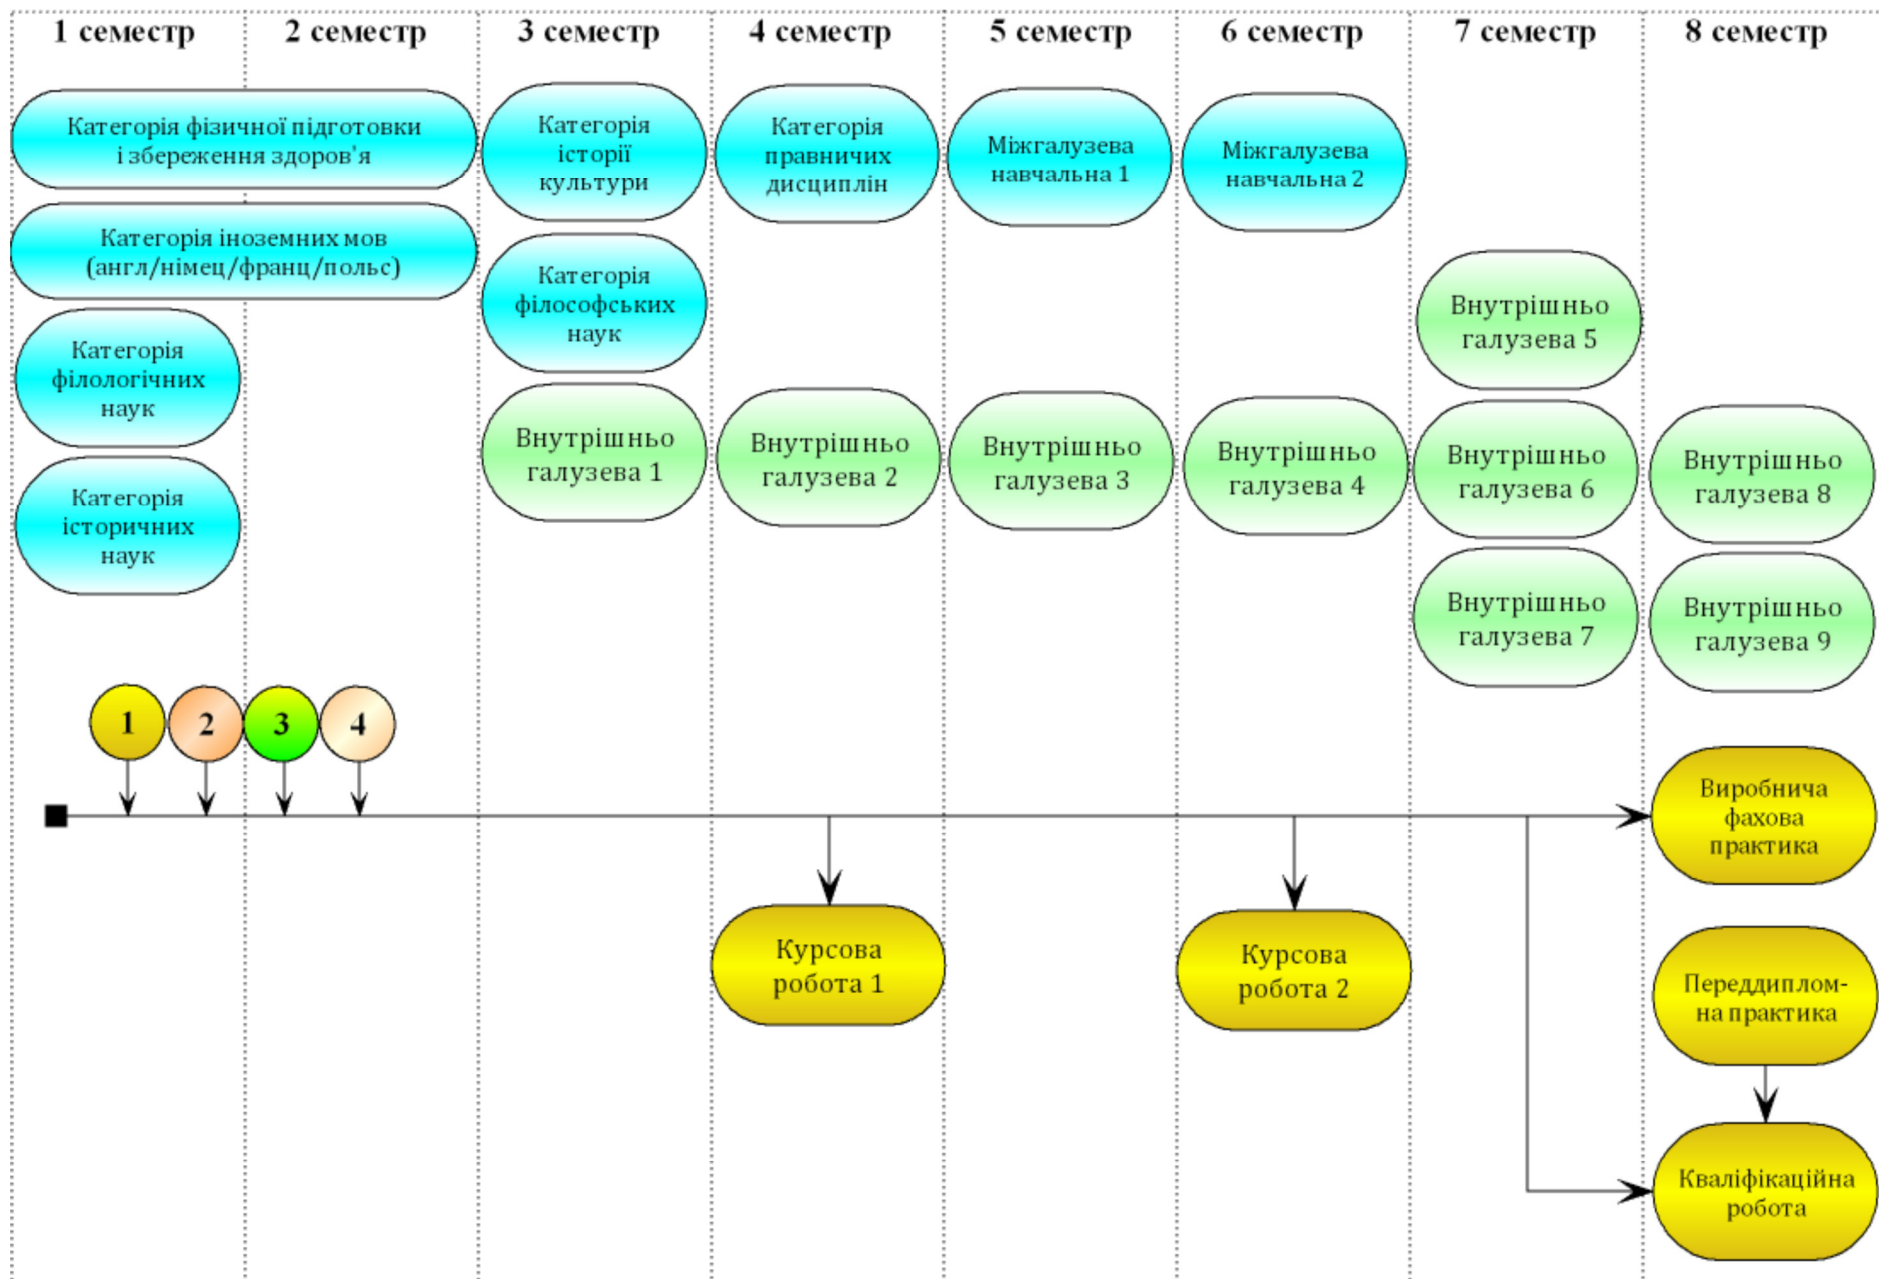 1 семестр
2 семестр
3 семестр
4 семестр
5 семестр
6 семестр
7 семестр
8 семестр
Категорія фізичної підготовки
і збереження здоров'я
Категорія іноземних мов
(англ/німец/франц/польс)
Категорія
філологічних
наук
Категорія
історичних
наук
Категорія
історії
культури
Категорія
філософських
наук
Внутрішньо
галузева 1
Категорія
правничих
дисциплін
Внутрішньо
галузева 2
Міжгалузева
навчальна 1
Внутрішньо
галузева 3
Міжгалузева
навчальна 2
Внутрішньо
галузева 4
Внутрішньо
галузева 5
Внутрішньо
галузева 6
Внутрішньо
галузева 7
Внутрішньо
галузева 8
Внутрішньо
галузева 9
1
2
3
4
Курсова
робота 1
Курсова
робота 2
Виробнича
фахова
практика
Переддиплом-
на практика
Кваліфікаційна
робота